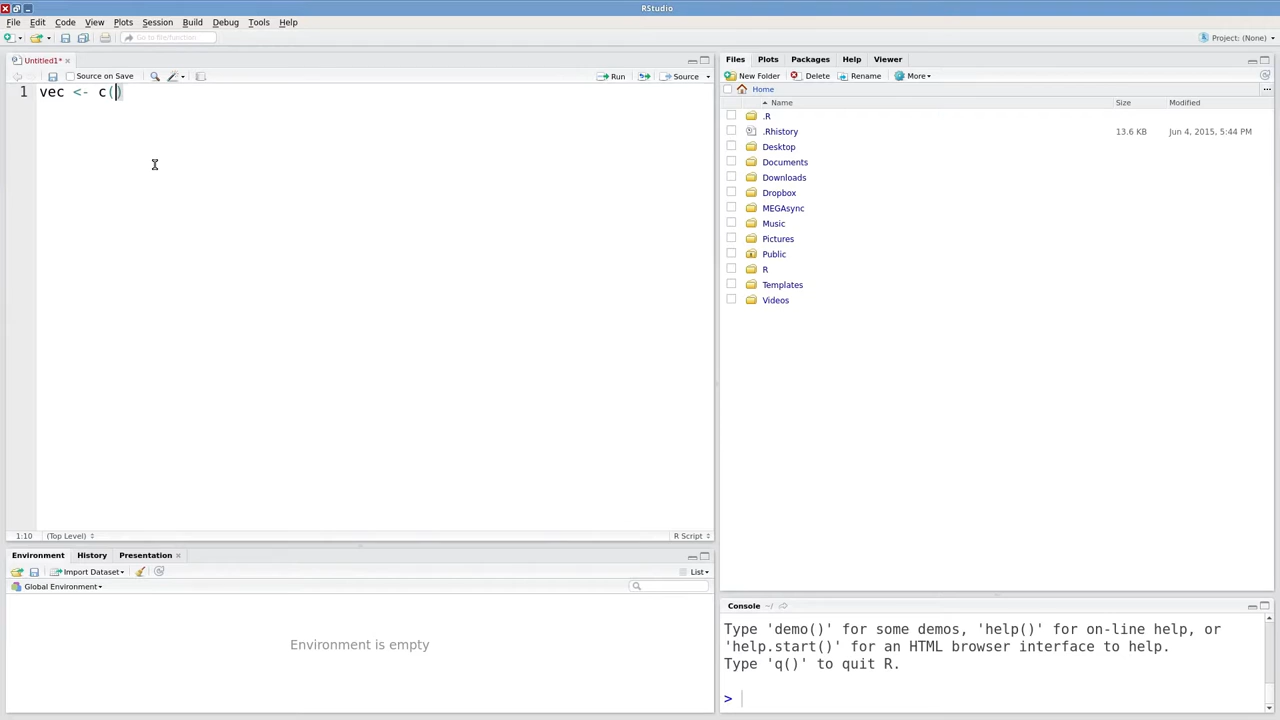 RStudio
File Edit Code View Plots Session Build Debug Tools Help
Go to file/function
Project: (None)
Untitled1*
Source on Save
Run
Source
1 vec <- c()
1:10 (Top Level) R Script
Environment History Presentation
Import Dataset
List
Global Environment
Environment is empty
Files Plots Packages Help Viewer
New Folder Delete Rename More
Home
Name Size Modified
.R
.Rhistory 13.6 KB Jun 4, 2015, 5:44 PM
Desktop
Documents
Downloads
Dropbox
MEGAsync
Music
Pictures
Public
R
Templates
Videos
Console ~/
Type 'demo()' for some demos, 'help()' for on-line help, or
'help.start()' for an HTML browser interface to help.
Type 'q()' to quit R.
>